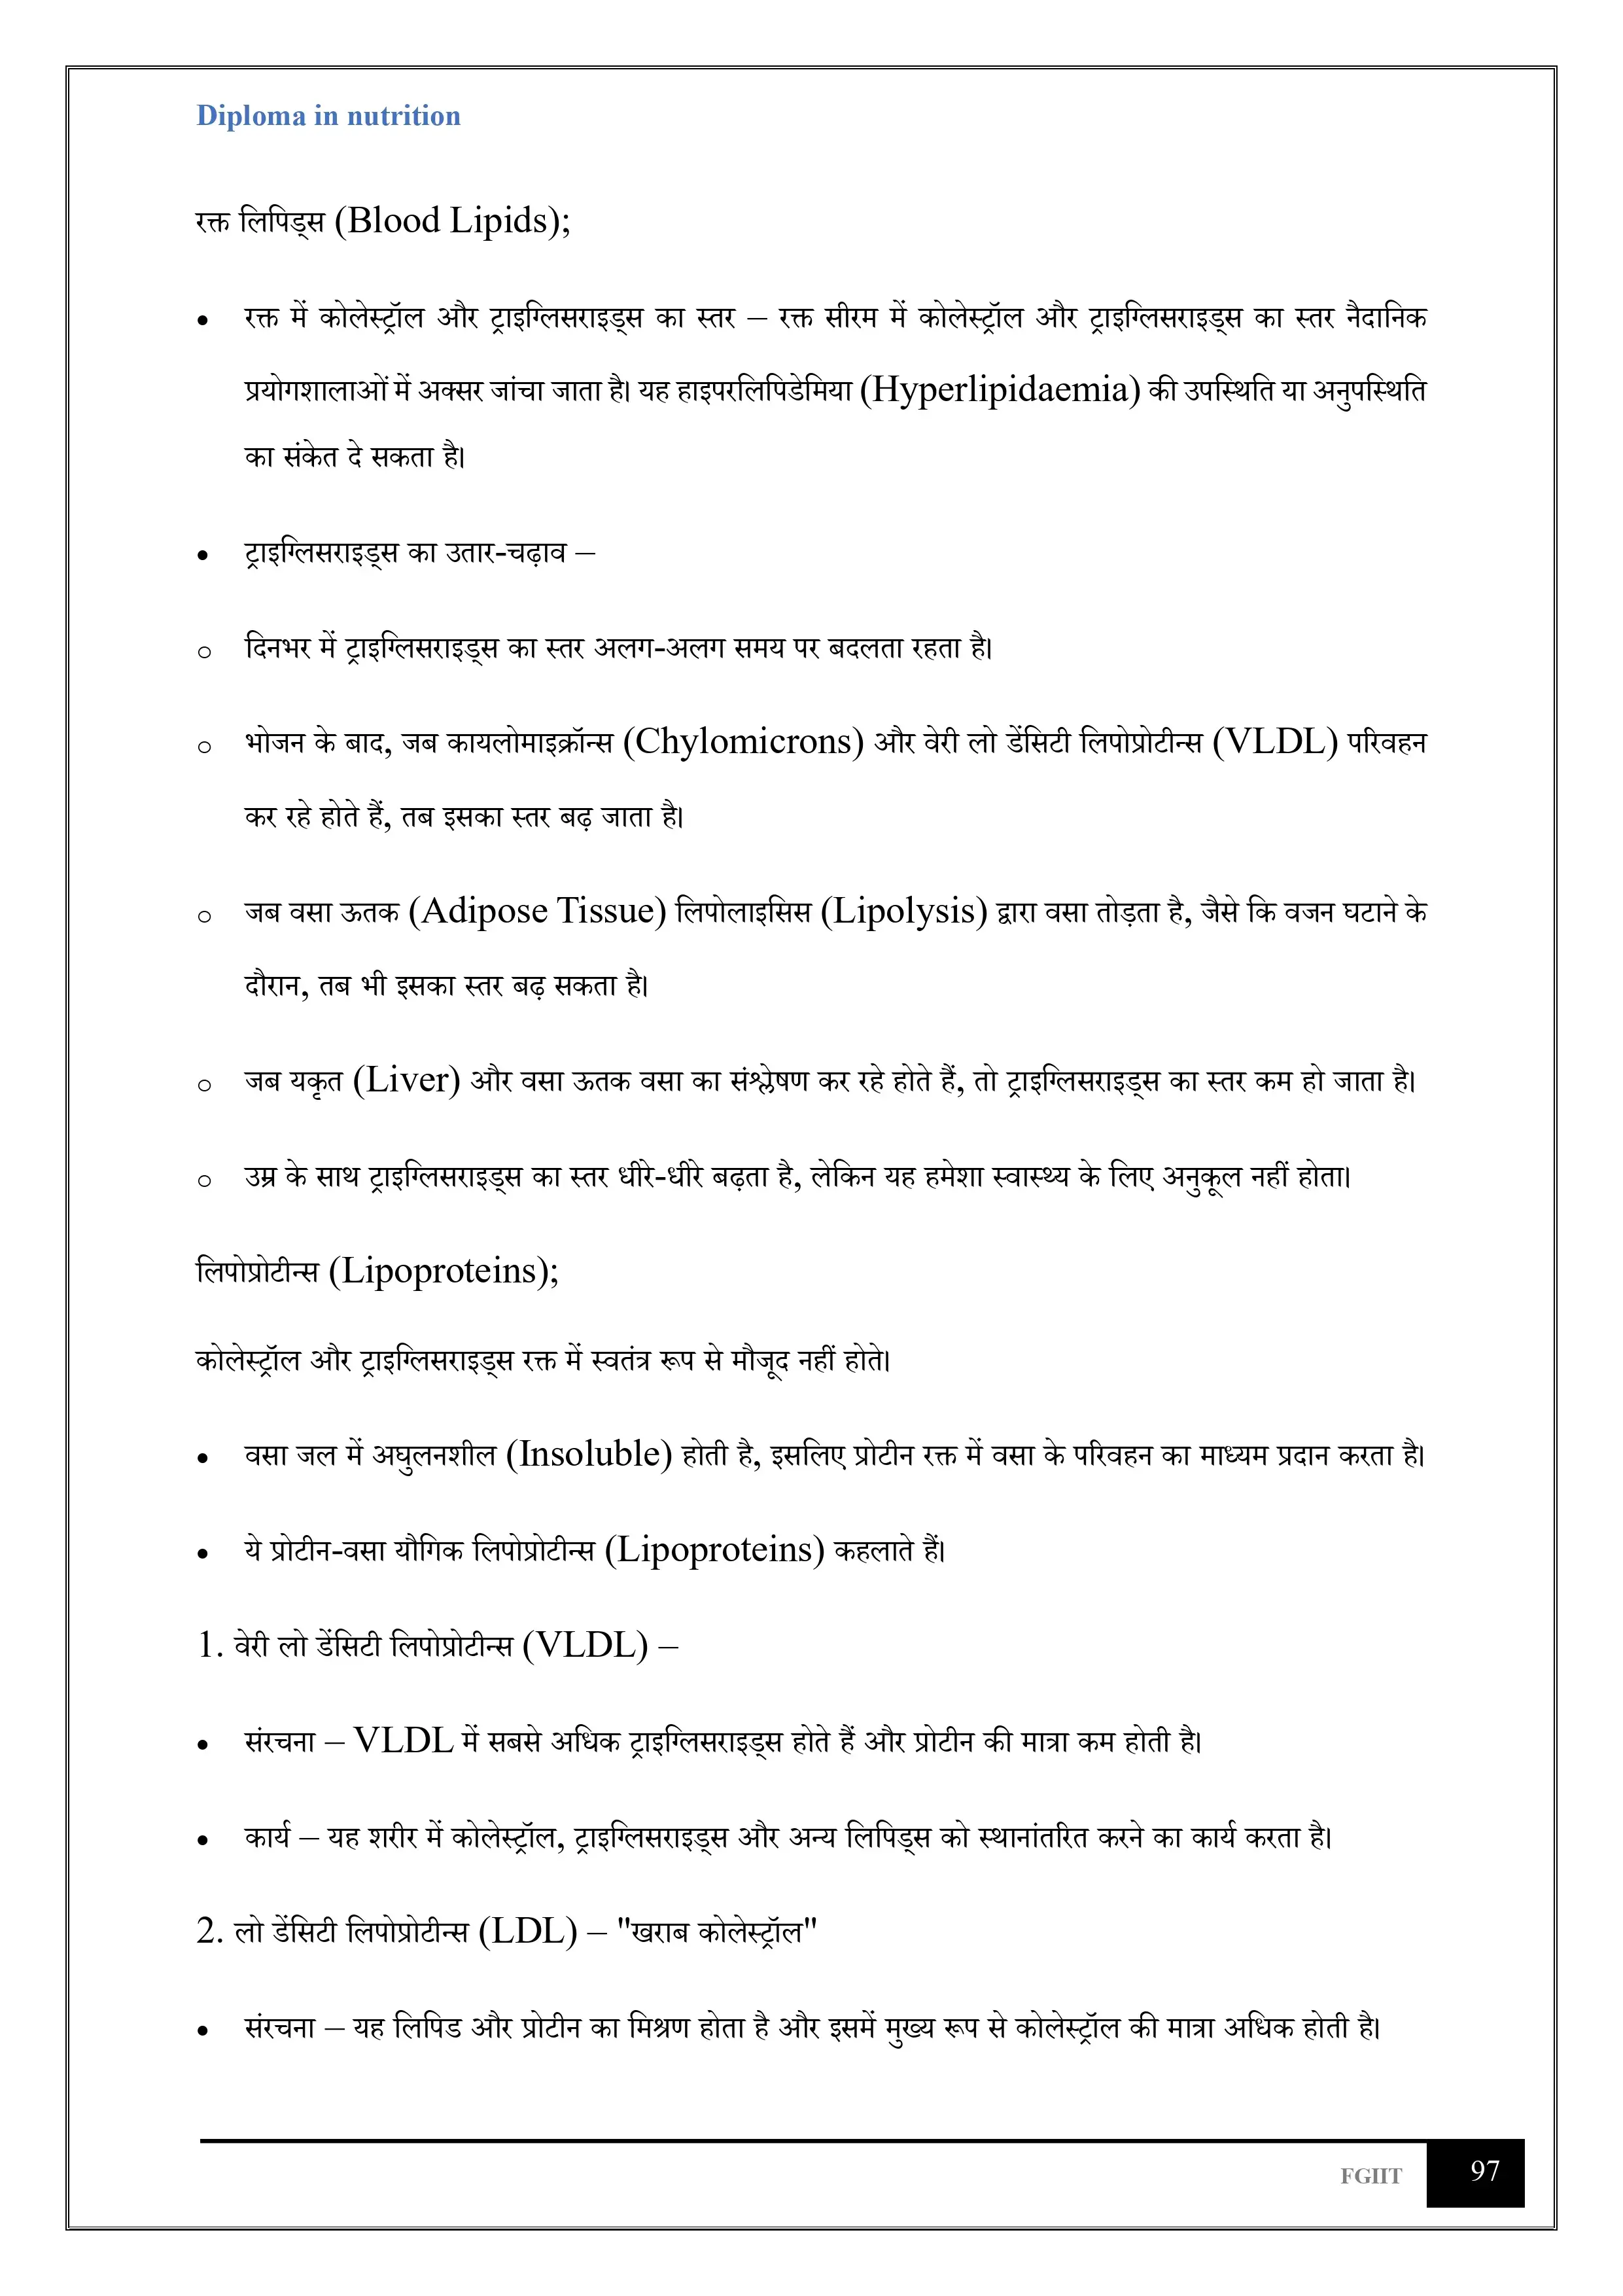 Diploma in nutrition
रक्त लिपिड्स (Blood Lipids);
• रक्त में कोलेस्ट्रॉल और ट्राइग्लिसराइड्स का स्तर – रक्त सीरम में कोलेस्ट्रॉल और ट्राइग्लिसराइड्स का स्तर नैदानिक
प्रयोगशालाओं में अक्सर जांचा जाता है। यह हाइपरलिपिडेमिया (Hyperlipidaemia) की उपस्थिति या अनुपस्थिति
का संकेत दे सकता है।
• ट्राइग्लिसराइड्स का उतार-चढ़ाव –
o दिनभर में ट्राइग्लिसराइड्स का स्तर अलग-अलग समय पर बदलता रहता है।
o भोजन के बाद, जब कायलोमाइक्रॉन्स (Chylomicrons) और वेरी लो डेंसिटी लिपोप्रोटीन्स (VLDL) परिवहन
कर रहे होते हैं, तब इसका स्तर बढ़ जाता है।
o जब वसा ऊतक (Adipose Tissue) लिपोलाइसिस (Lipolysis) द्वारा वसा तोड़ता है, जैसे कि वजन घटाने के
दौरान, तब भी इसका स्तर बढ़ सकता है।
o जब यकृत (Liver) और वसा ऊतक वसा का संश्लेषण कर रहे होते हैं, तो ट्राइग्लिसराइड्स का स्तर कम हो जाता है।
o उम्र के साथ ट्राइग्लिसराइड्स का स्तर धीरे-धीरे बढ़ता है, लेकिन यह हमेशा स्वास्थ्य के लिए अनुकूल नहीं होता।
लिपोप्रोटीन्स (Lipoproteins);
कोलेस्ट्रॉल और ट्राइग्लिसराइड्स रक्त में स्वतंत्र रूप से मौजूद नहीं होते।
• वसा जल में अघुलनशील (Insoluble) होती है, इसलिए प्रोटीन रक्त में वसा के परिवहन का माध्यम प्रदान करता है।
• ये प्रोटीन-वसा यौगिक लिपोप्रोटीन्स (Lipoproteins) कहलाते हैं।
1. वेरी लो डेंसिटी लिपोप्रोटीन्स (VLDL) –
• संरचना – VLDL में सबसे अधिक ट्राइग्लिसराइड्स होते हैं और प्रोटीन की मात्रा कम होती है।
• कार्य – यह शरीर में कोलेस्ट्रॉल, ट्राइग्लिसराइड्स और अन्य लिपिड्स को स्थानांतरित करने का कार्य करता है।
2. लो डेंसिटी लिपोप्रोटीन्स (LDL) – "खराब कोलेस्ट्रॉल"
• संरचना – यह लिपिड और प्रोटीन का मिश्रण होता है और इसमें मुख्य रूप से कोलेस्ट्रॉल की मात्रा अधिक होती है।
FGIIT 97